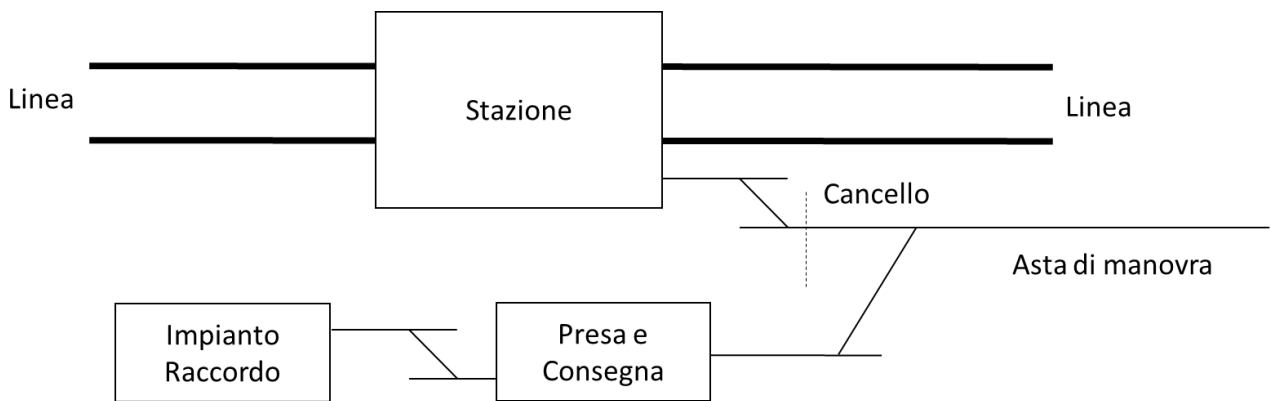 Linea
Stazione
Linea
Cancello
Asta di manovra
Impianto
Raccordo
Presa e
Consegna